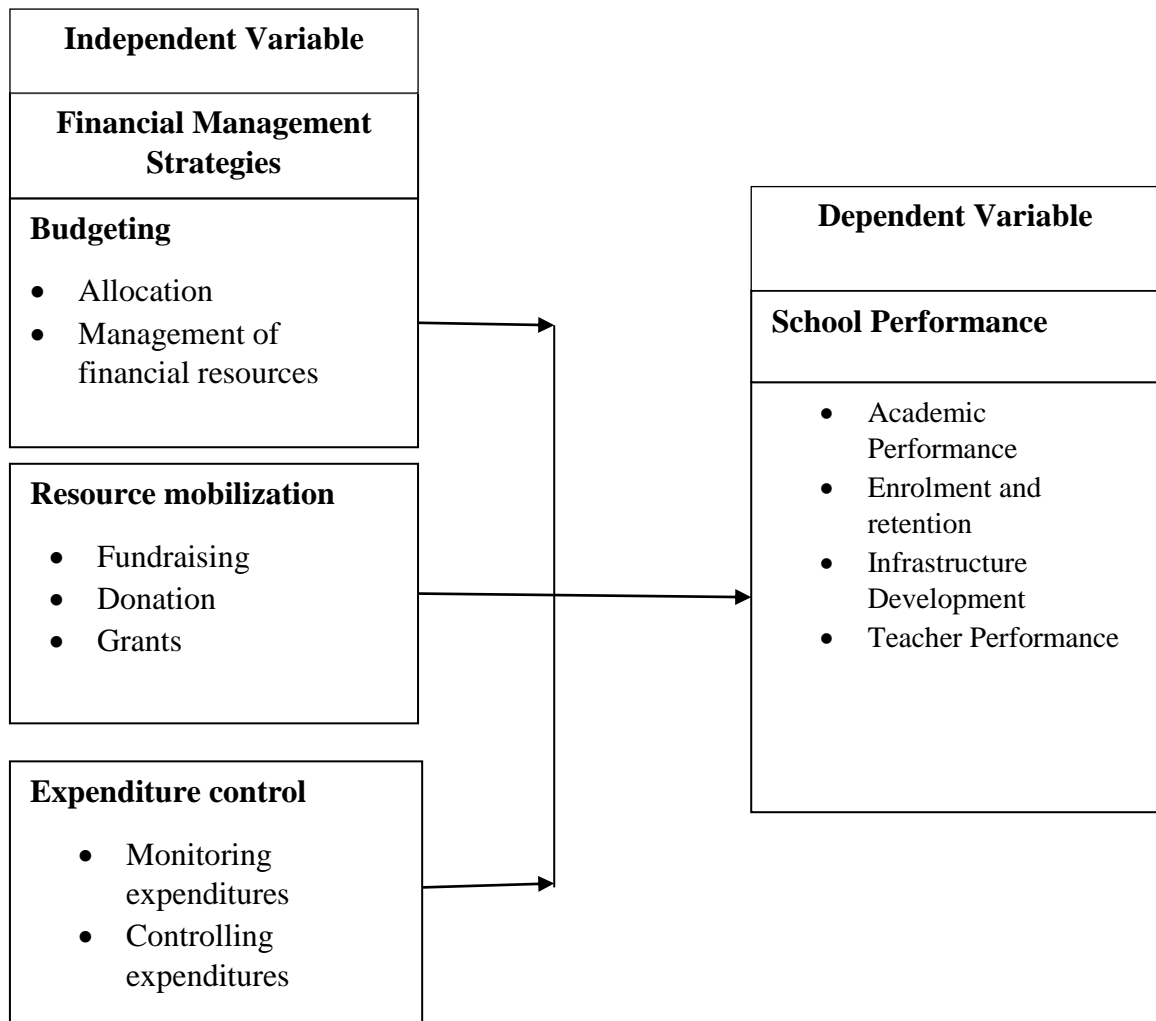 Independent Variable
Financial Management
Strategies
Budgeting
• Allocation
• Management of
financial resources
Resource mobilization
• Fundraising
• Donation
• Grants
Expenditure control
• Monitoring
expenditures
• Controlling
expenditures
Dependent Variable
School Performance
• Academic
Performance
• Enrolment and
retention
• Infrastructure
Development
• Teacher Performance